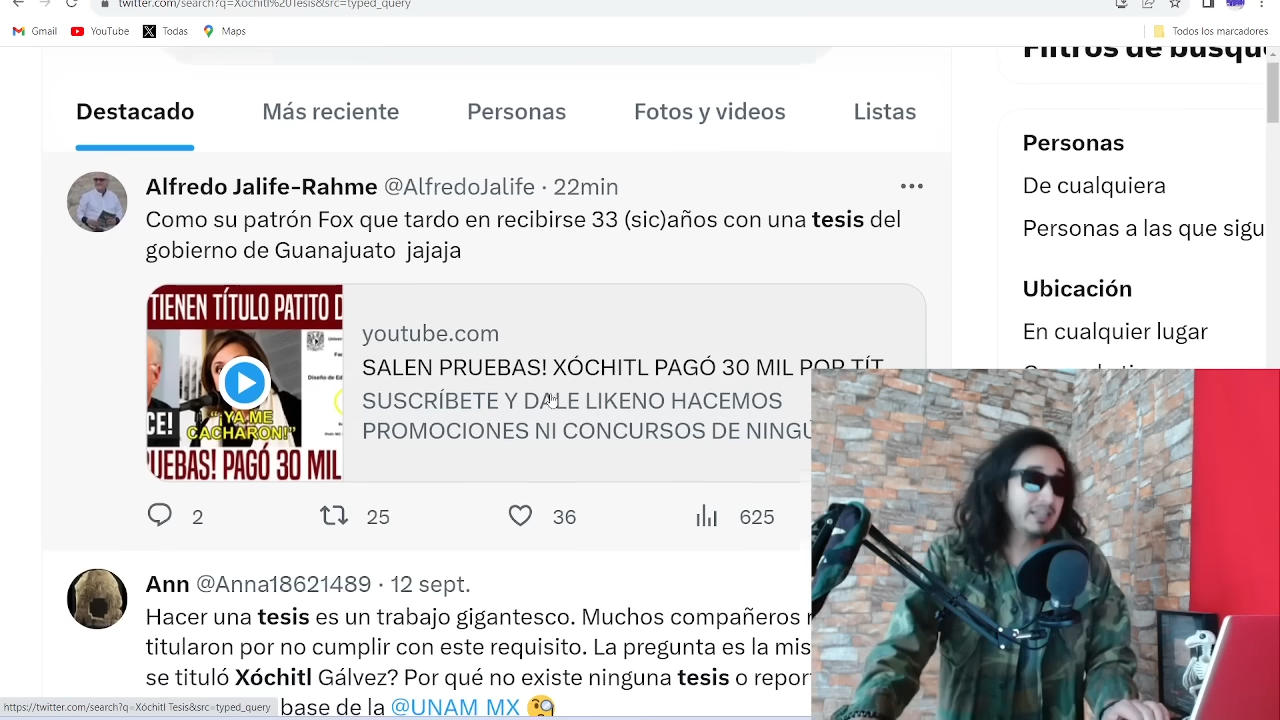 twitter.com/search?q=Xóchitl%20Tesis&src=typed_query
Gmail YouTube Todas Maps Todos los marcadores
Filtros de búsqu
Destacado Más reciente Personas Fotos y videos Listas
Personas
De cualquiera
Personas a las que sigu
Ubicación
En cualquier lugar
Alfredo Jalife-Rahme @AlfredoJalife · 22min
Como su patrón Fox que tardo en recibirse 33 (sic)años con una tesis del
gobierno de Guanajuato jajaja
TIENEN TÍTULO PATITO D
CE!
"¡YA ME
CACHARON!"
RUEBAS! PAGÓ 30 MIL
youtube.com
SALEN PRUEBAS! XÓCHITL PAGÓ 30 MIL POR TÍT
SUSCRÍBETE Y DALE LIKENO HACEMOS
PROMOCIONES NI CONCURSOS DE NINGÚ
2 25 36 625
Ann @Anna18621489 · 12 sept.
Hacer una tesis es un trabajo gigantesco. Muchos compañeros
titularon por no cumplir con este requisito. La pregunta es la mis
se tituló Xóchitl Gálvez? Por qué no existe ninguna tesis o repor
base de la @UNAM_MX
https://twitter.com/search?q=Xóchitl Tesis&src=typed_query